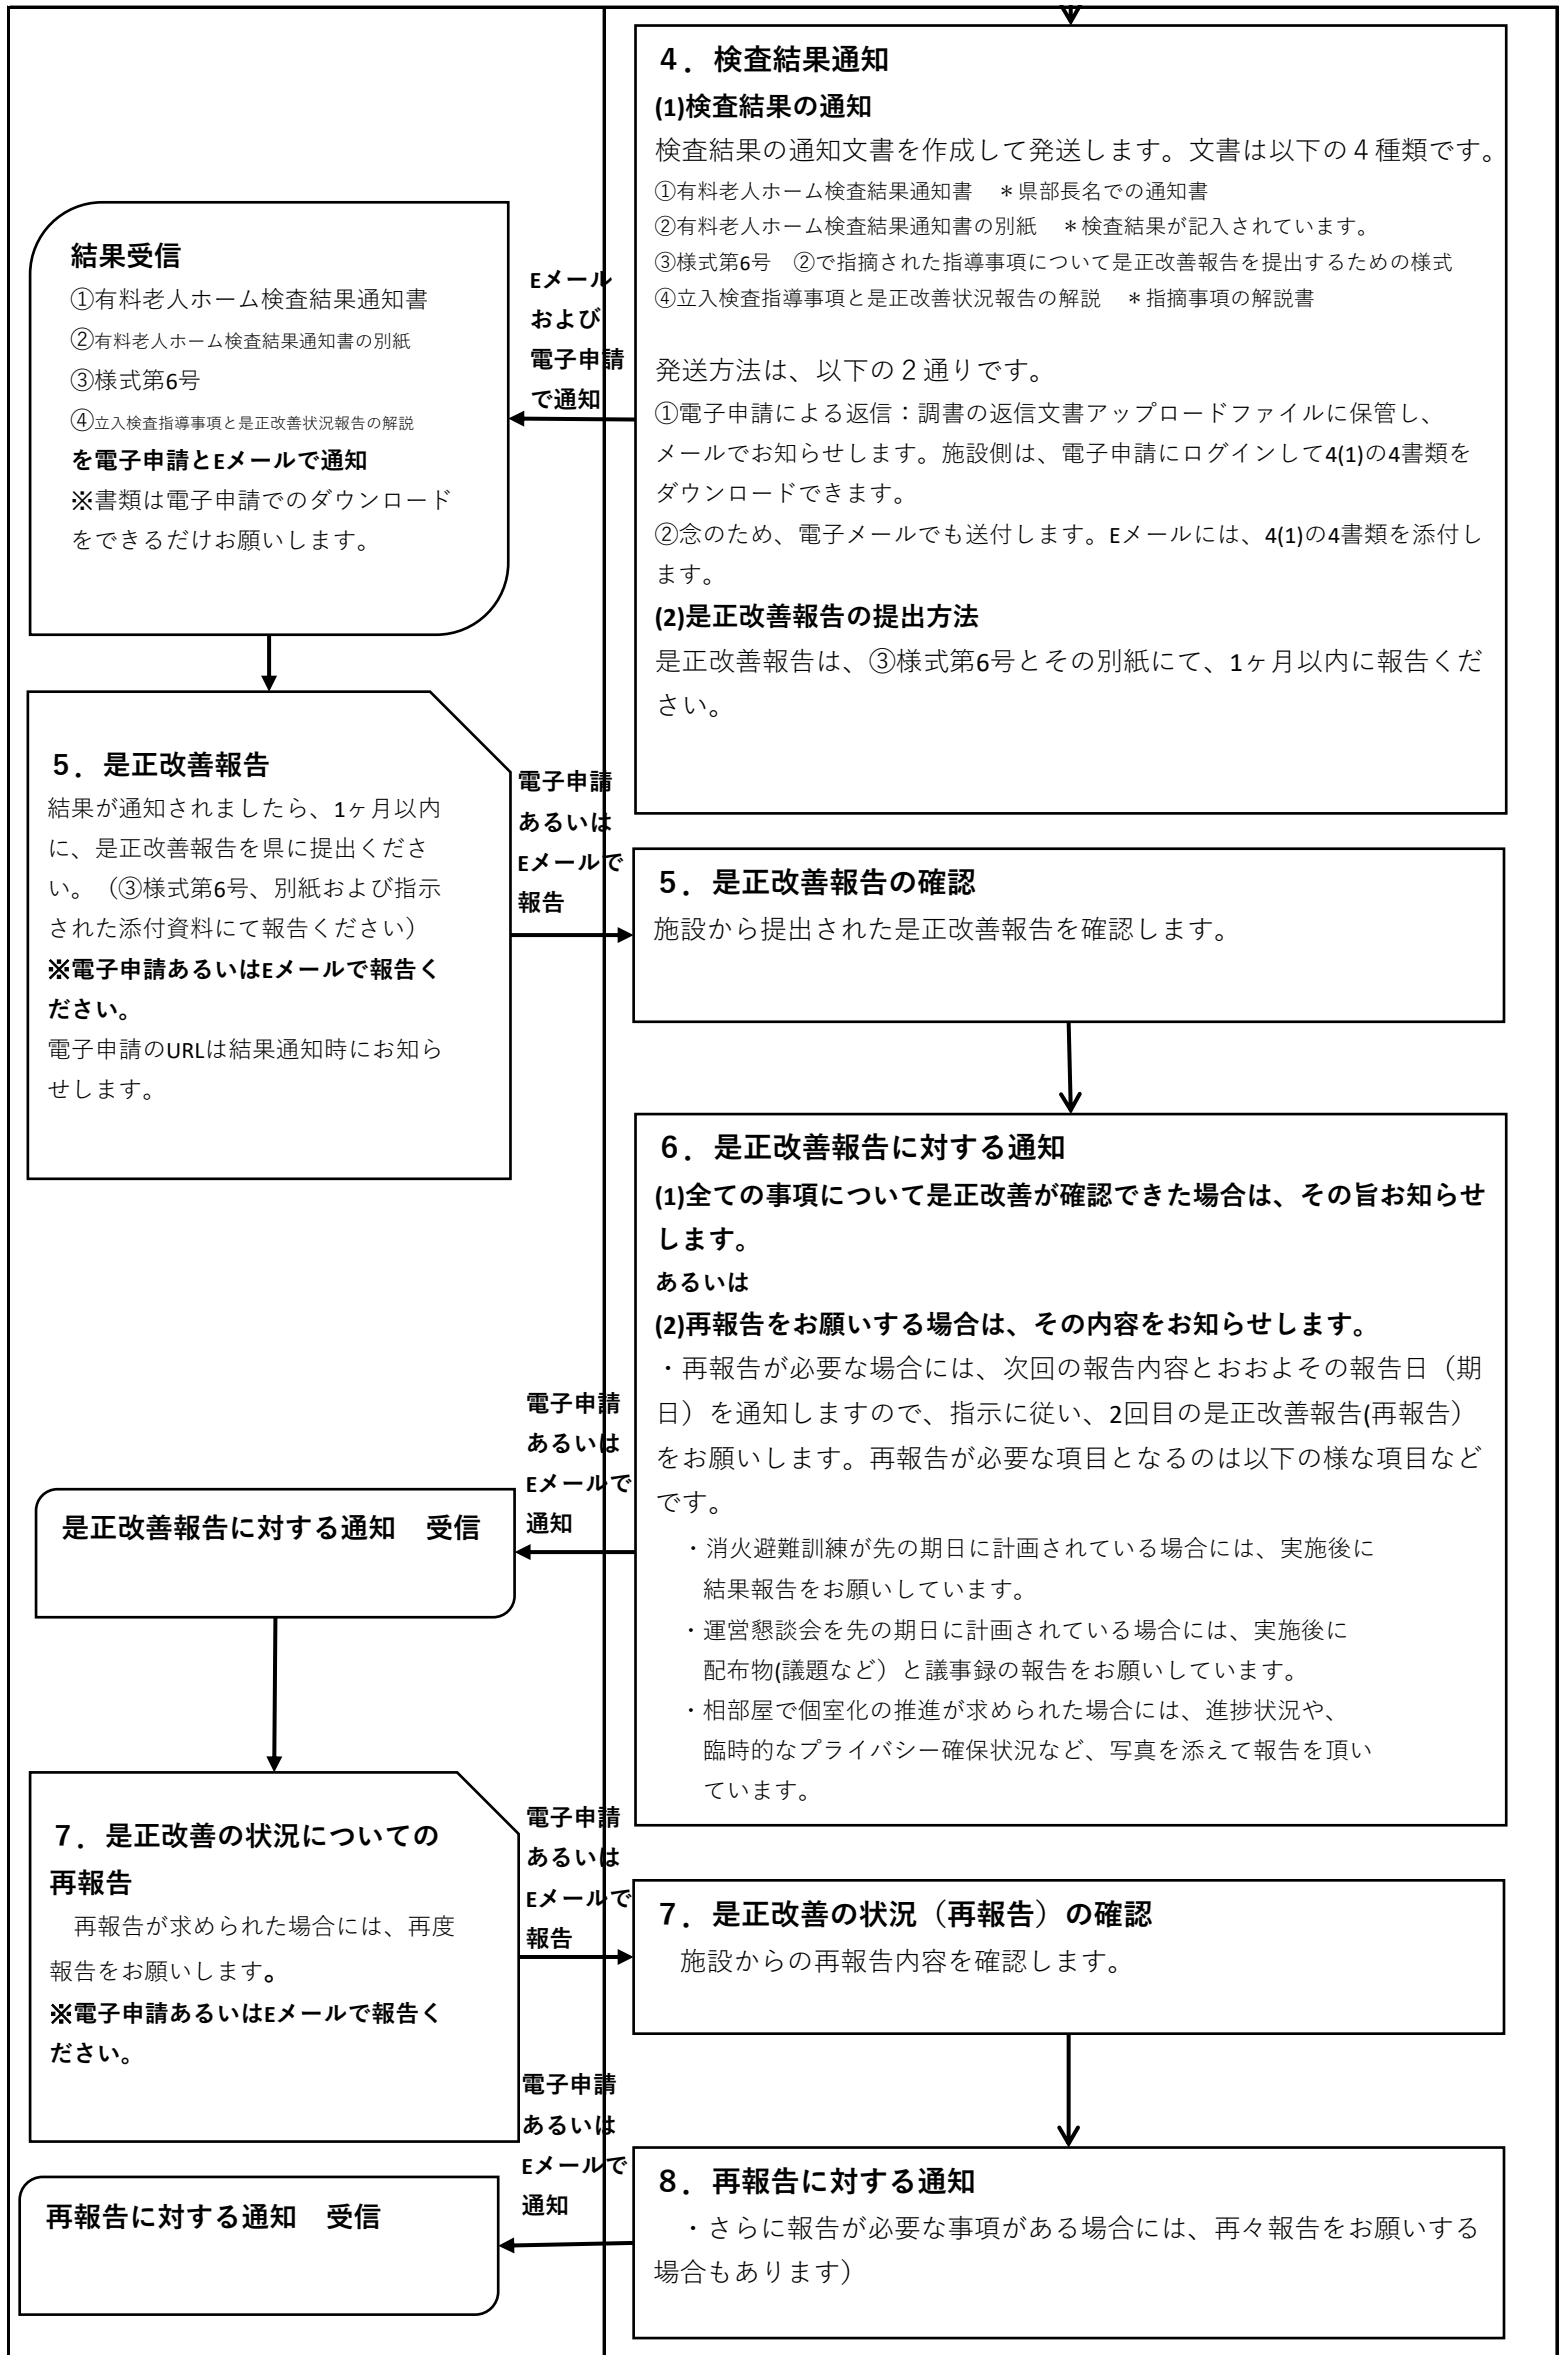 ４．検査結果通知
(1)検査結果の通知
検査結果の通知文書を作成して発送します。文書は以下の４種類です。
①有料老人ホーム検査結果通知書　＊県部長名での通知書
②有料老人ホーム検査結果通知書の別紙　＊検査結果が記入されています。
③様式第6号　②で指摘された指導事項について是正改善報告を提出するための様式
④立入検査指導事項と是正改善状況報告の解説　＊指摘事項の解説書
発送方法は、以下の２通りです。
①電子申請による返信：調書の返信文書アップロードファイルに保管し、
メールでお知らせします。施設側は、電子申請にログインして4(1)の4書類を
ダウンロードできます。
②念のため、電子メールでも送付します。Eメールには、4(1)の4書類を添付し
ます。
(2)是正改善報告の提出方法
是正改善報告は、③様式第6号とその別紙にて、1ヶ月以内に報告くだ
さい。
Eメール
および
電子申請
で通知
結果受信
①有料老人ホーム検査結果通知書
②有料老人ホーム検査結果通知書の別紙
③様式第6号
④立入検査指導事項と是正改善状況報告の解説
を電子申請とEメールで通知
※書類は電子申請でのダウンロード
をできるだけお願いします。
５．是正改善報告
結果が通知されましたら、1ヶ月以内
に、是正改善報告を県に提出くださ
い。（③様式第6号、別紙および指示
された添付資料にて報告ください）
※電子申請あるいはEメールで報告く
ださい。
電子申請のURLは結果通知時にお知ら
せします。
電子申請
あるいは
Eメールで
報告
５．是正改善報告の確認
施設から提出された是正改善報告を確認します。
６．是正改善報告に対する通知
(1)全ての事項について是正改善が確認できた場合は、その旨お知らせ
します。
あるいは
(2)再報告をお願いする場合は、その内容をお知らせします。
・再報告が必要な場合には、次回の報告内容とおおよその報告日（期
日）を通知しますので、指示に従い、2回目の是正改善報告(再報告）
をお願いします。再報告が必要な項目となるのは以下の様な項目など
です。
・消火避難訓練が先の期日に計画されている場合には、実施後に
結果報告をお願いしています。
・運営懇談会を先の期日に計画されている場合には、実施後に
配布物(議題など）と議事録の報告をお願いしています。
・相部屋で個室化の推進が求められた場合には、進捗状況や、
臨時的なプライバシー確保状況など、写真を添えて報告を頂い
ています。
電子申請
あるいは
Eメールで
通知
是正改善報告に対する通知　受信
７．是正改善の状況についての
再報告
再報告が求められた場合には、再度
報告をお願いします。
※電子申請あるいはEメールで報告く
ださい。
電子申請
あるいは
Eメールで
報告
７．是正改善の状況（再報告）の確認
施設からの再報告内容を確認します。
８．再報告に対する通知
・さらに報告が必要な事項がある場合には、再々報告をお願いする
場合もあります）
電子申請
あるいは
Eメールで
通知
再報告に対する通知　受信